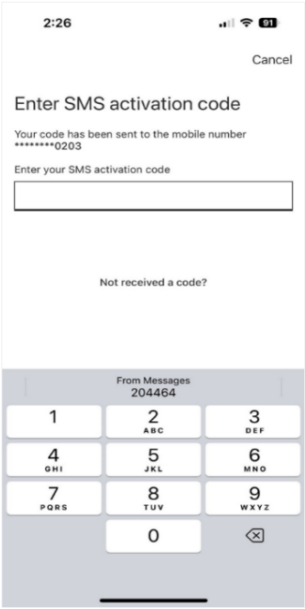 2:26
91
Cancel
Enter SMS activation code
Your code has been sent to the mobile number
********0203
Enter your SMS activation code
Not received a code?
From Messages
204464
1 2 3
ABC DEF
4 5 6
GHI JKL MNO
7 8 9
PQRS TUV WXYZ
0